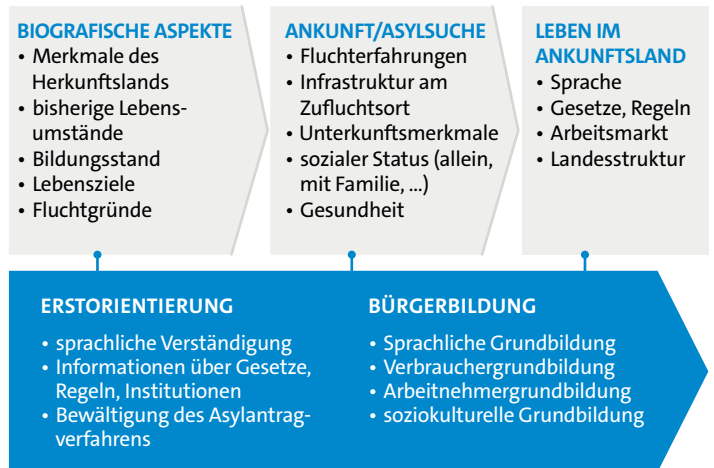 BIOGRAFISCHE ASPEKTE
• Merkmale des
Herkunftslands
• bisherige Lebens-
umstände
• Bildungsstand
• Lebensziele
• Fluchtgründe
ANKUNFT/ASYLSUCHE
• Fluchterfahrungen
• Infrastruktur am
Zufluchtsort
• Unterkunftsmerkmale
• sozialer Status (allein,
mit Familie, ...)
• Gesundheit
LEBEN IM
ANKUNFTSLAND
• Sprache
• Gesetze, Regeln
• Arbeitsmarkt
• Landesstruktur
ERSTORIENTIERUNG
• sprachliche Verständigung
• Informationen über Gesetze,
Regeln, Institutionen
• Bewältigung des Asylantrag-
verfahrens
BÜRGERBILDUNG
• Sprachliche Grundbildung
• Verbrauchergrundbildung
• Arbeitnehmergrundbildung
• soziokulturelle Grundbildung